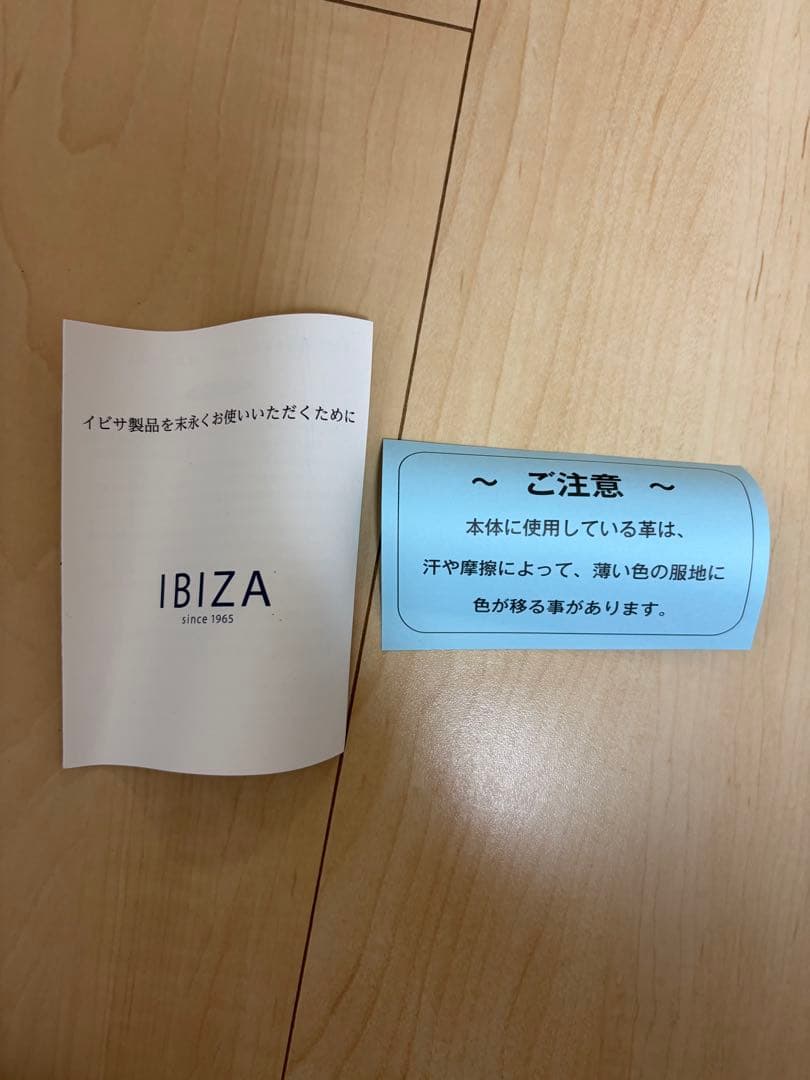 イビサ製品を末永くお使いいただくために
IBIZA
since 1965
～ ご注意 ～
本体に使用している革は、
汗や摩擦によって、薄い色の服地に
色が移る事があります。